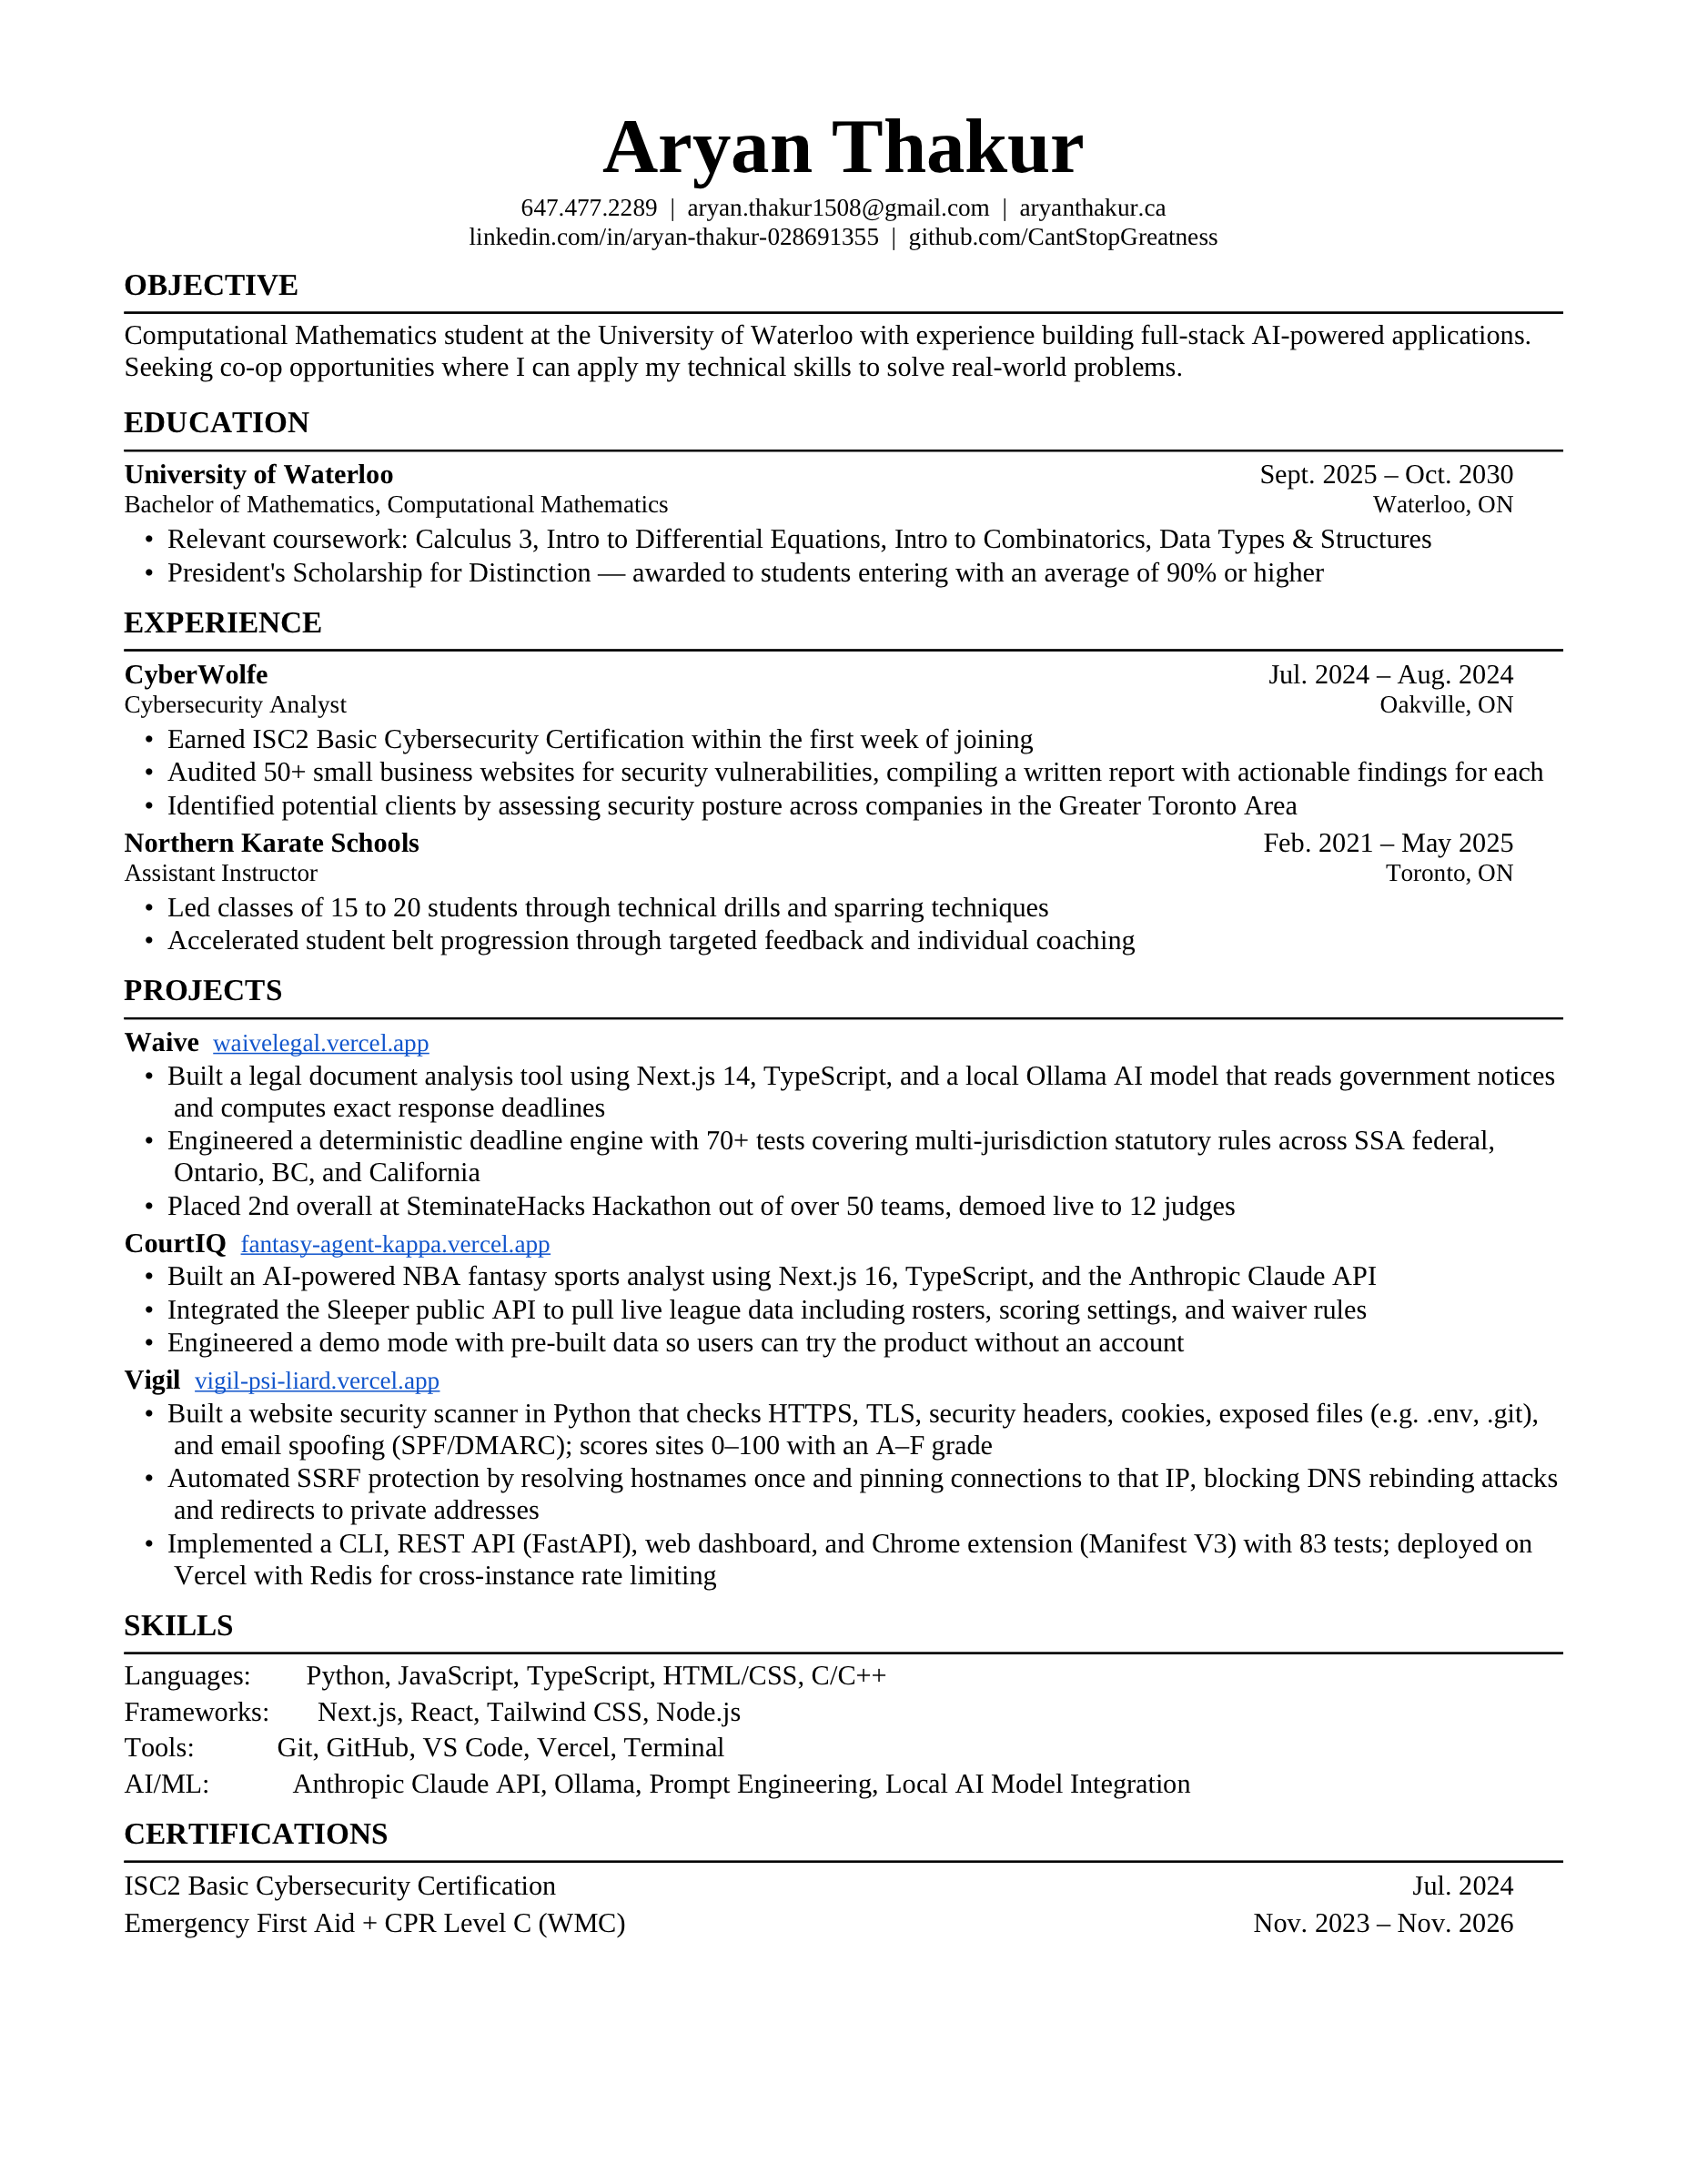 Aryan Thakur
647.477.2289 | aryan.thakur1508@gmail.com | aryanthakur.ca
linkedin.com/in/aryan-thakur-028691355 | github.com/CantStopGreatness
OBJECTIVE
Computational Mathematics student at the University of Waterloo with experience building full-stack AI-powered applications.
Seeking co-op opportunities where I can apply my technical skills to solve real-world problems.
EDUCATION
University of Waterloo Sept. 2025 – Oct. 2030
Bachelor of Mathematics, Computational Mathematics Waterloo, ON
• Relevant coursework: Calculus 3, Intro to Differential Equations, Intro to Combinatorics, Data Types & Structures
• President's Scholarship for Distinction — awarded to students entering with an average of 90% or higher
EXPERIENCE
CyberWolfe Jul. 2024 – Aug. 2024
Cybersecurity Analyst Oakville, ON
• Earned ISC2 Basic Cybersecurity Certification within the first week of joining
• Audited 50+ small business websites for security vulnerabilities, compiling a written report with actionable findings for each
• Identified potential clients by assessing security posture across companies in the Greater Toronto Area
Northern Karate Schools Feb. 2021 – May 2025
Assistant Instructor Toronto, ON
• Led classes of 15 to 20 students through technical drills and sparring techniques
• Accelerated student belt progression through targeted feedback and individual coaching
PROJECTS
Waive waivelegal.vercel.app
• Built a legal document analysis tool using Next.js 14, TypeScript, and a local Ollama AI model that reads government notices
and computes exact response deadlines
• Engineered a deterministic deadline engine with 70+ tests covering multi-jurisdiction statutory rules across SSA federal,
Ontario, BC, and California
• Placed 2nd overall at SteminateHacks Hackathon out of over 50 teams, demoed live to 12 judges
CourtIQ fantasy-agent-kappa.vercel.app
• Built an AI-powered NBA fantasy sports analyst using Next.js 16, TypeScript, and the Anthropic Claude API
• Integrated the Sleeper public API to pull live league data including rosters, scoring settings, and waiver rules
• Engineered a demo mode with pre-built data so users can try the product without an account
Vigil vigil-psi-liard.vercel.app
• Built a website security scanner in Python that checks HTTPS, TLS, security headers, cookies, exposed files (e.g. .env, .git),
and email spoofing (SPF/DMARC); scores sites 0–100 with an A–F grade
• Automated SSRF protection by resolving hostnames once and pinning connections to that IP, blocking DNS rebinding attacks
and redirects to private addresses
• Implemented a CLI, REST API (FastAPI), web dashboard, and Chrome extension (Manifest V3) with 83 tests; deployed on
Vercel with Redis for cross-instance rate limiting
SKILLS
Languages: Python, JavaScript, TypeScript, HTML/CSS, C/C++
Frameworks: Next.js, React, Tailwind CSS, Node.js
Tools: Git, GitHub, VS Code, Vercel, Terminal
AI/ML: Anthropic Claude API, Ollama, Prompt Engineering, Local AI Model Integration
CERTIFICATIONS
ISC2 Basic Cybersecurity Certification Jul. 2024
Emergency First Aid + CPR Level C (WMC) Nov. 2023 – Nov. 2026